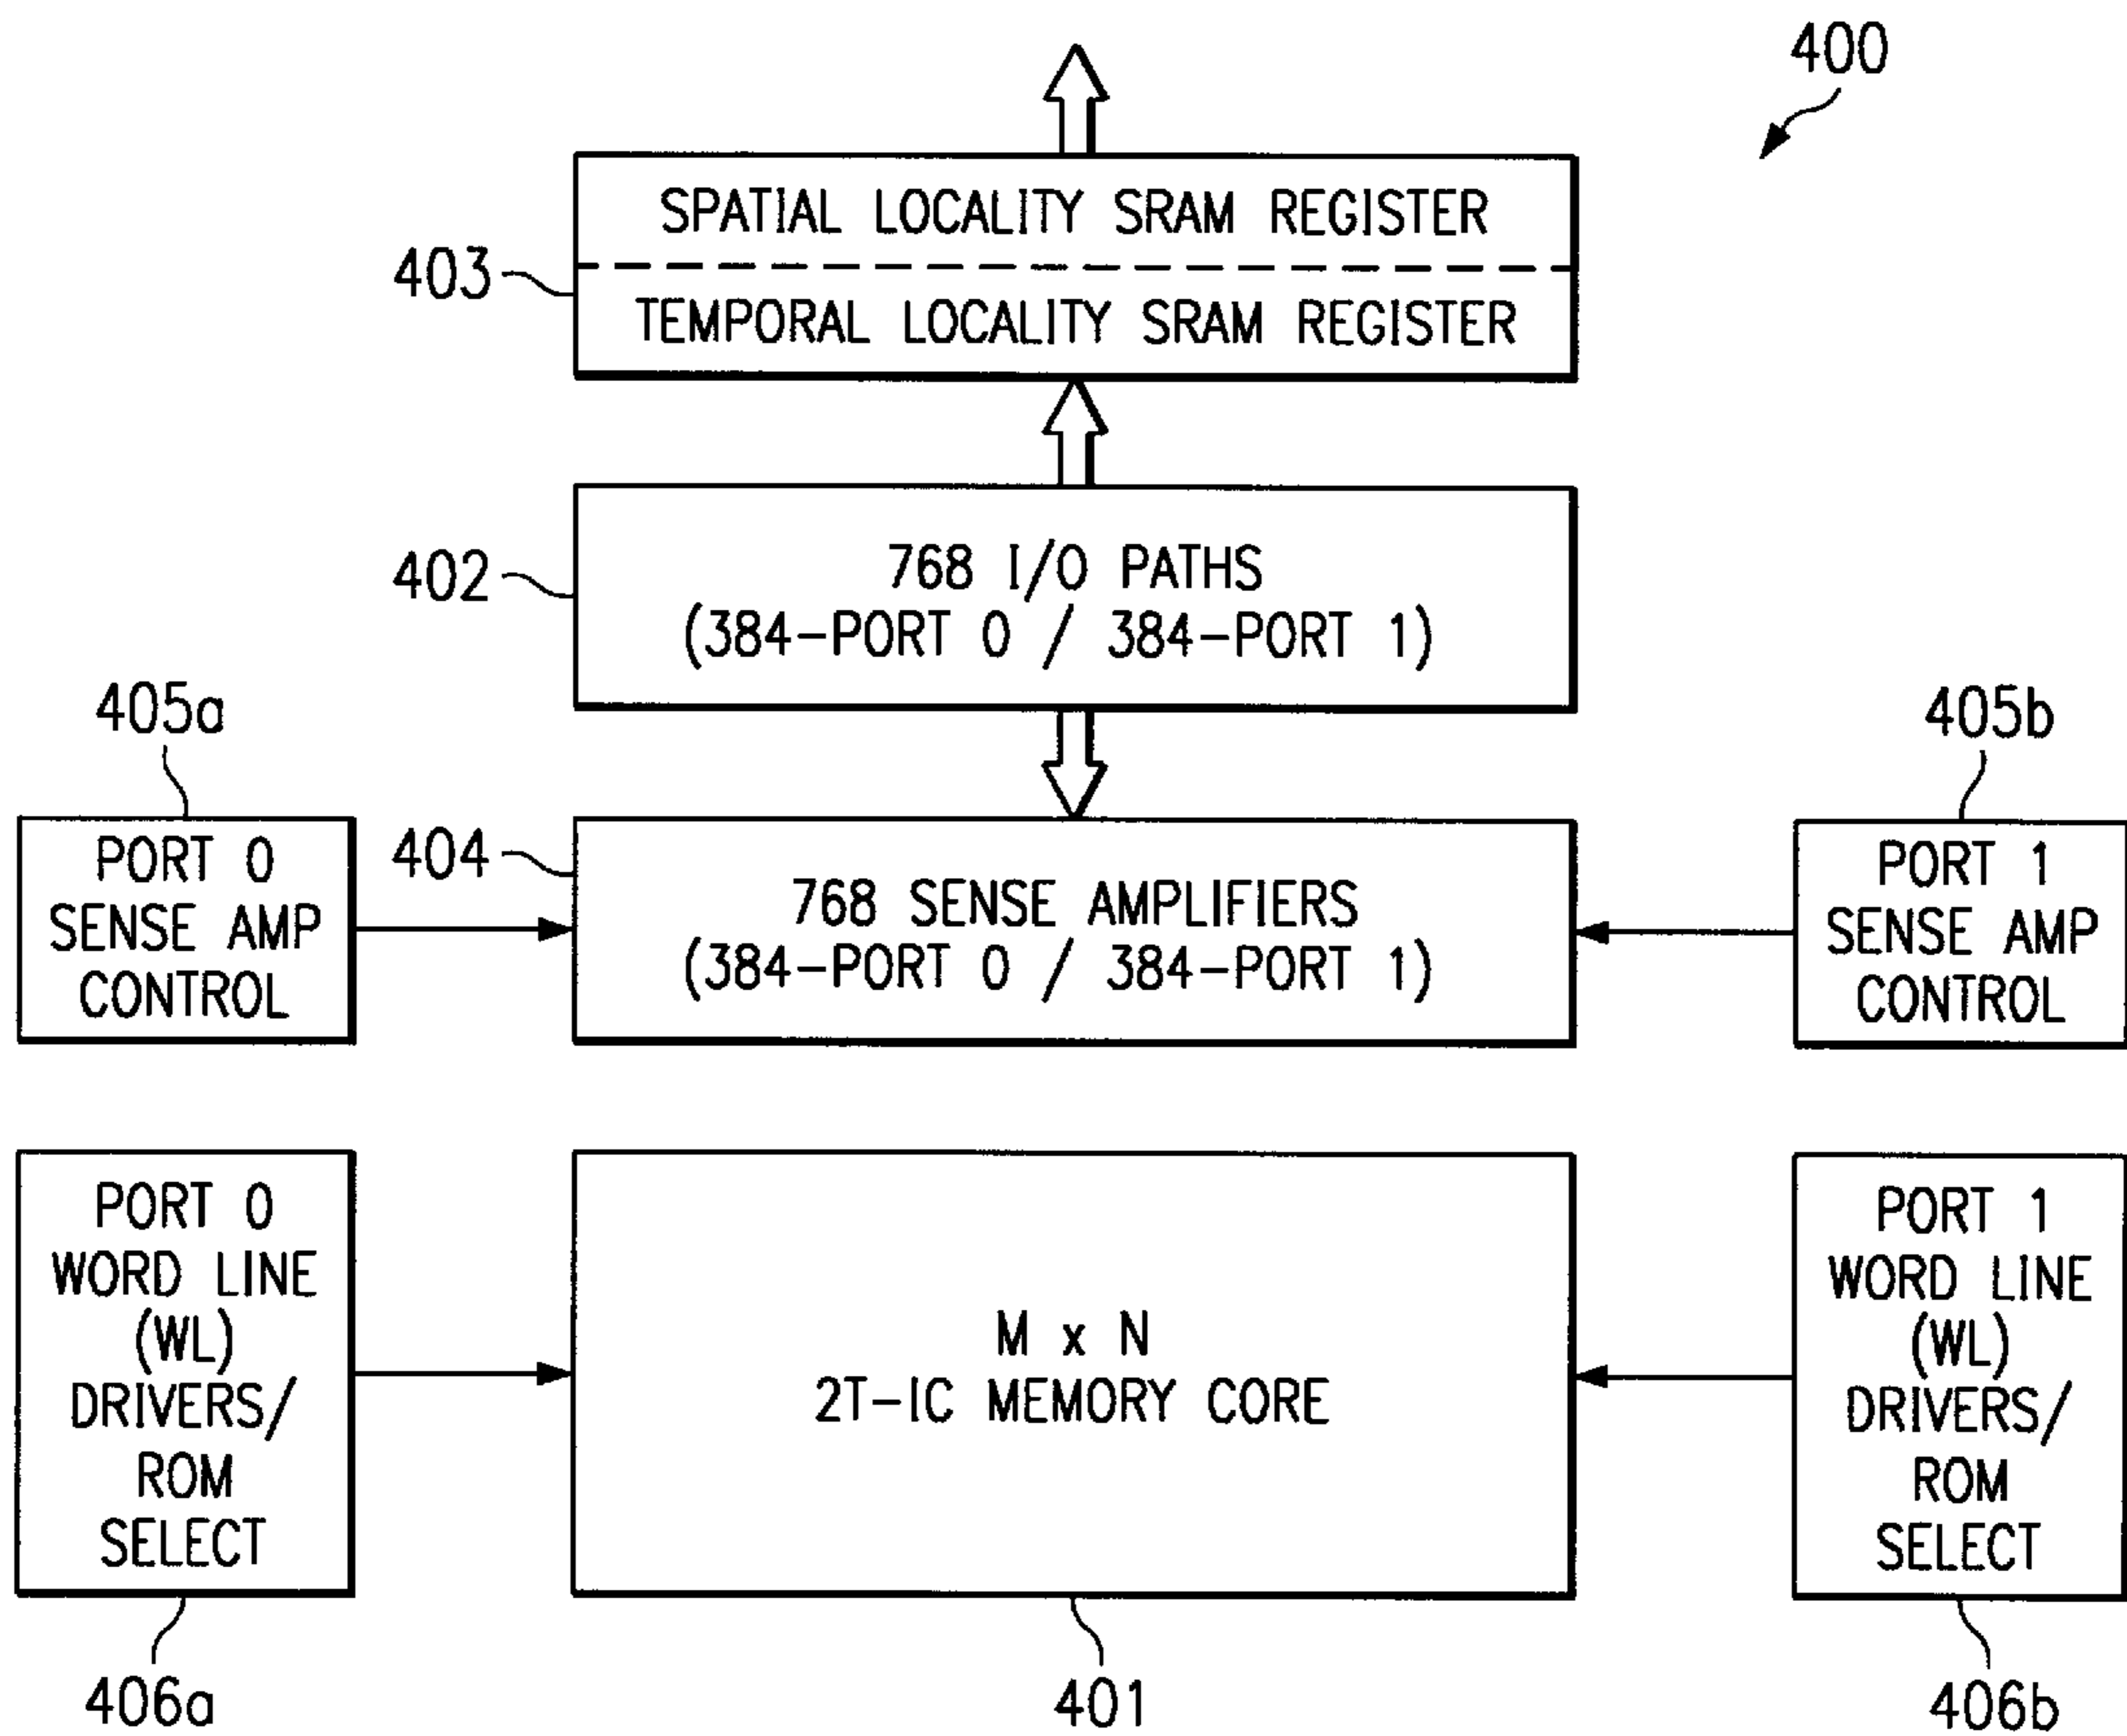 400
SPATIAL LOCALITY SRAM REGISTER
403
TEMPORAL LOCALITY SRAM REGISTER
402
768 I/O PATHS
(384-PORT 0 / 384-PORT 1)
405a
405b
PORT 0
SENSE AMP
CONTROL
404
768 SENSE AMPLIFIERS
(384-PORT 0 / 384-PORT 1)
PORT 1
SENSE AMP
CONTROL
PORT 0
WORD LINE
(WL)
DRIVERS/
ROM
SELECT
M x N
2T-IC MEMORY CORE
PORT 1
WORD LINE
(WL)
DRIVERS/
ROM
SELECT
406a
401
406b